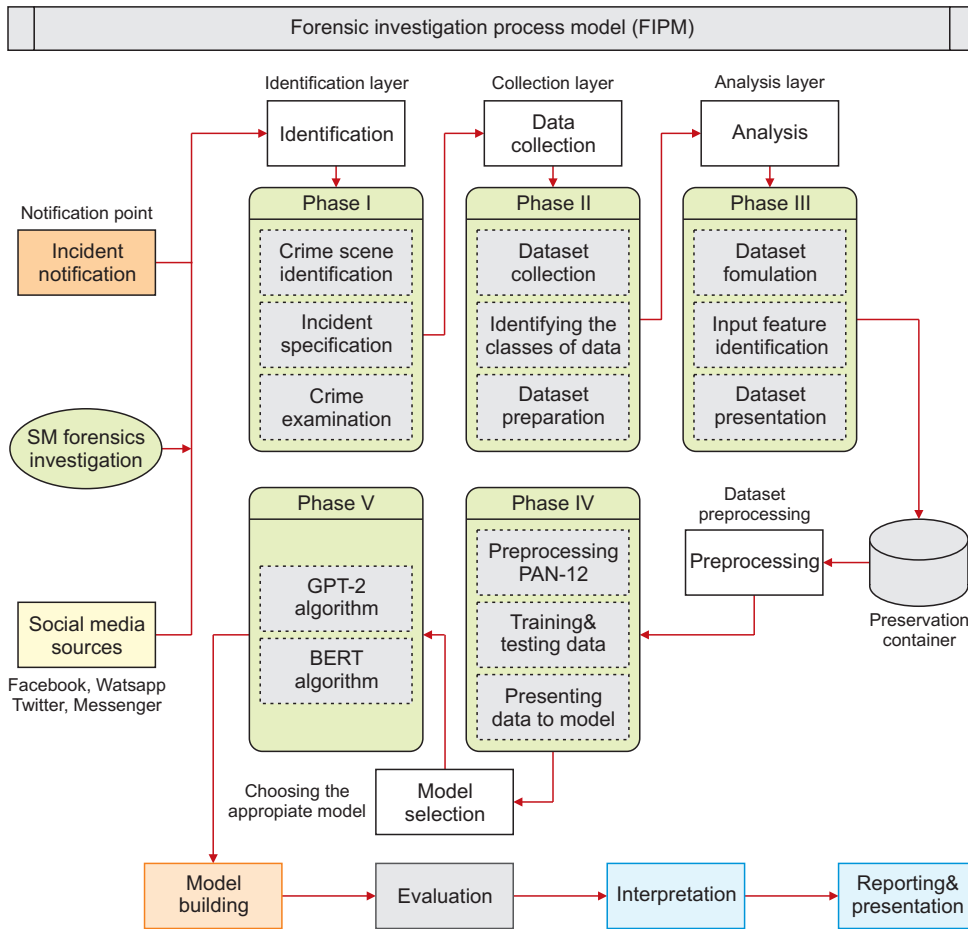 Forensic investigation process model (FIPM)
Identification layer
Collection layer
Analysis layer
Identification
Data
collection
Analysis
Notification point
Incident
notification
SM forensics
investigation
Social media
sources
Facebook, Watsapp
Twitter, Messenger
Phase I
Crime scene
identification
Incident
specification
Crime
examination
Phase II
Dataset
collection
Identifying the
classes of data
Dataset
preparation
Phase III
Dataset
fomulation
Input feature
identification
Dataset
presentation
Preservation
container
Dataset
preprocessing
Preprocessing
Phase IV
Preprocessing
PAN-12
Training&
testing data
Presenting
data to model
Model
selection
Choosing the
appropiate model
Phase V
GPT-2
algorithm
BERT
algorithm
Model
building
Evaluation
Interpretation
Reporting&
presentation